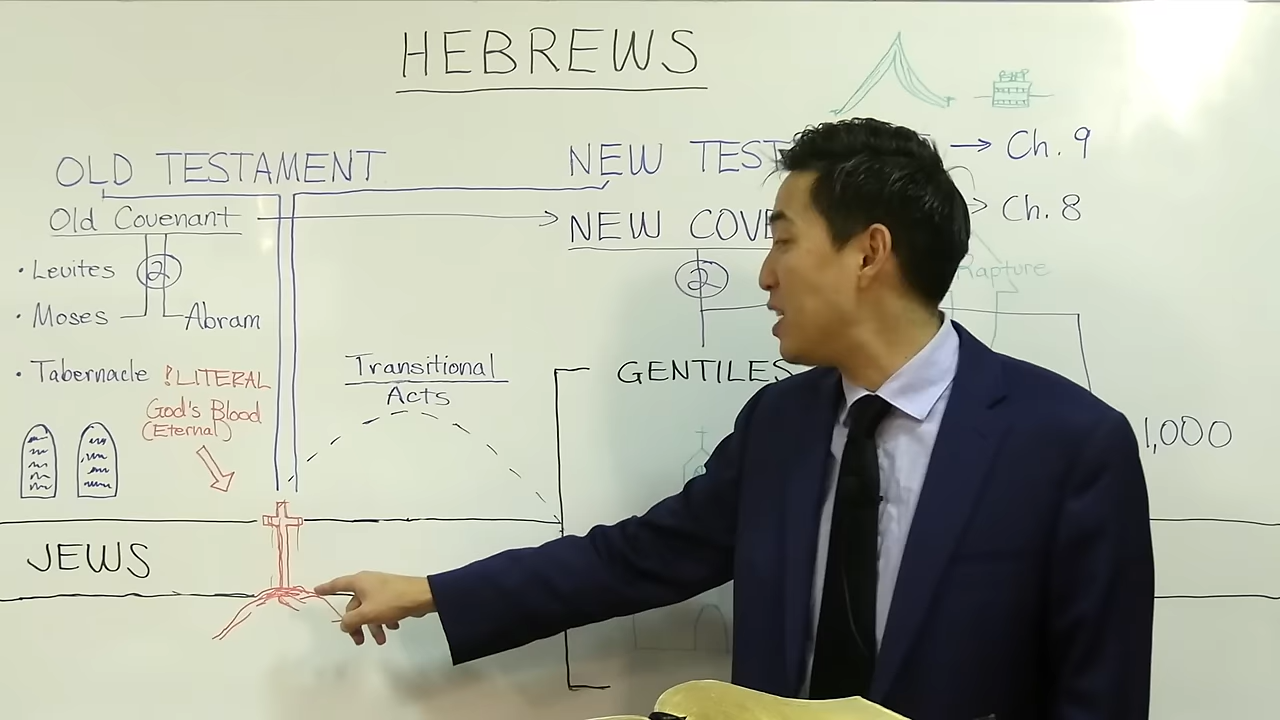 HEBREWS
OLD TESTAMENT
NEW TEST
→ Ch. 9
Old Covenant
NEW COVE
→ Ch. 8
• Levites
2
2
Rapture
• Moses
Abram
• Tabernacle
! LITERAL
God's Blood
(Eternal)
Transitional
Acts
GENTILES
1,000
JEWS